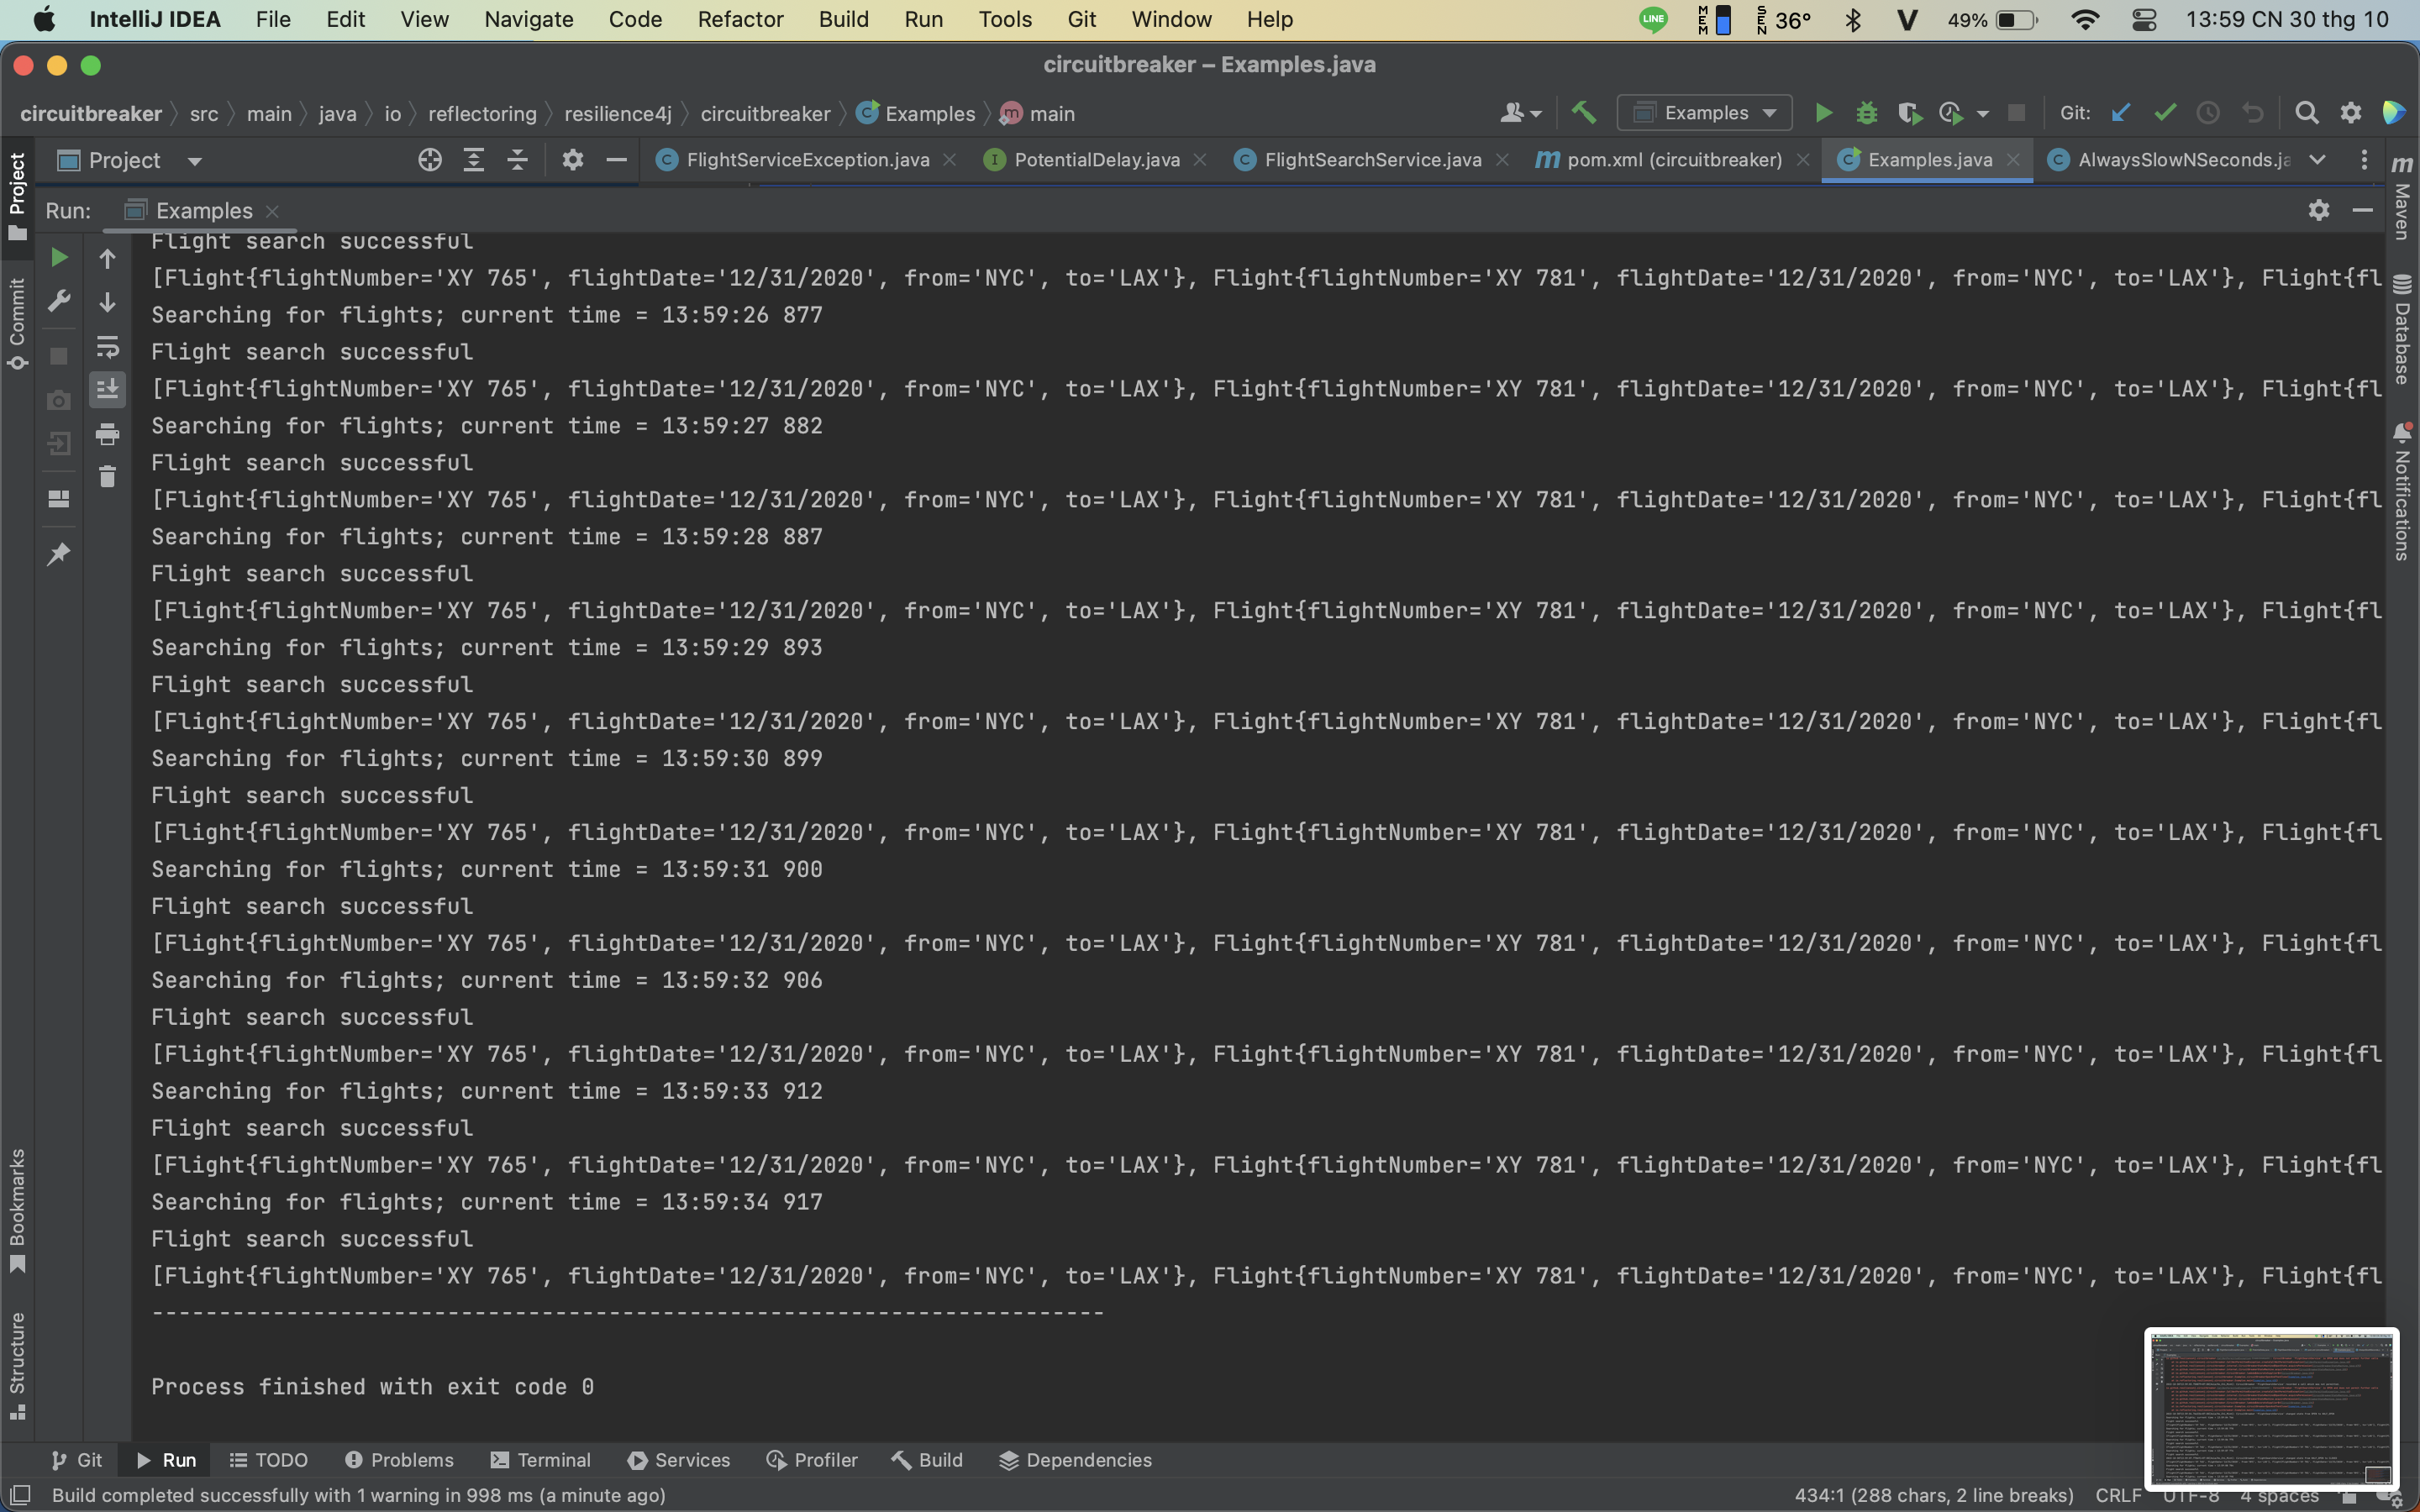 IntelliJ IDEA File Edit View Navigate Code Refactor Build Run Tools Git Window Help LINE MEM SEN 36° V 49% 13:59 CN 30 thg 10
circuitbreaker – Examples.java
circuitbreaker src main java io reflectoring resilience4j circuitbreaker Examples main Examples Git:
Project FlightServiceException.java PotentialDelay.java FlightSearchService.java pom.xml (circuitbreaker) Examples.java AlwaysSlowNSeconds.ja
Run: Examples
Flight search successful
[Flight{flightNumber='XY 765', flightDate='12/31/2020', from='NYC', to='LAX'}, Flight{flightNumber='XY 781', flightDate='12/31/2020', from='NYC', to='LAX'}, Flight{fl
Searching for flights; current time = 13:59:26 877
Flight search successful
[Flight{flightNumber='XY 765', flightDate='12/31/2020', from='NYC', to='LAX'}, Flight{flightNumber='XY 781', flightDate='12/31/2020', from='NYC', to='LAX'}, Flight{fl
Searching for flights; current time = 13:59:27 882
Flight search successful
[Flight{flightNumber='XY 765', flightDate='12/31/2020', from='NYC', to='LAX'}, Flight{flightNumber='XY 781', flightDate='12/31/2020', from='NYC', to='LAX'}, Flight{fl
Searching for flights; current time = 13:59:28 887
Flight search successful
[Flight{flightNumber='XY 765', flightDate='12/31/2020', from='NYC', to='LAX'}, Flight{flightNumber='XY 781', flightDate='12/31/2020', from='NYC', to='LAX'}, Flight{fl
Searching for flights; current time = 13:59:29 893
Flight search successful
[Flight{flightNumber='XY 765', flightDate='12/31/2020', from='NYC', to='LAX'}, Flight{flightNumber='XY 781', flightDate='12/31/2020', from='NYC', to='LAX'}, Flight{fl
Searching for flights; current time = 13:59:30 899
Flight search successful
[Flight{flightNumber='XY 765', flightDate='12/31/2020', from='NYC', to='LAX'}, Flight{flightNumber='XY 781', flightDate='12/31/2020', from='NYC', to='LAX'}, Flight{fl
Searching for flights; current time = 13:59:31 900
Flight search successful
[Flight{flightNumber='XY 765', flightDate='12/31/2020', from='NYC', to='LAX'}, Flight{flightNumber='XY 781', flightDate='12/31/2020', from='NYC', to='LAX'}, Flight{fl
Searching for flights; current time = 13:59:32 906
Flight search successful
[Flight{flightNumber='XY 765', flightDate='12/31/2020', from='NYC', to='LAX'}, Flight{flightNumber='XY 781', flightDate='12/31/2020', from='NYC', to='LAX'}, Flight{fl
Searching for flights; current time = 13:59:33 912
Flight search successful
[Flight{flightNumber='XY 765', flightDate='12/31/2020', from='NYC', to='LAX'}, Flight{flightNumber='XY 781', flightDate='12/31/2020', from='NYC', to='LAX'}, Flight{fl
Searching for flights; current time = 13:59:34 917
Flight search successful
[Flight{flightNumber='XY 765', flightDate='12/31/2020', from='NYC', to='LAX'}, Flight{flightNumber='XY 781', flightDate='12/31/2020', from='NYC', to='LAX'}, Flight{fl
-----------------------------------------------------------------------
Process finished with exit code 0
Project
Commit
Bookmarks
Structure
Maven
Database
Notifications
Git Run TODO Problems Terminal Services Profiler Build Dependencies
Build completed successfully with 1 warning in 998 ms (a minute ago) 434:1 (288 chars, 2 line breaks) CRLF UTF-8 4 spaces